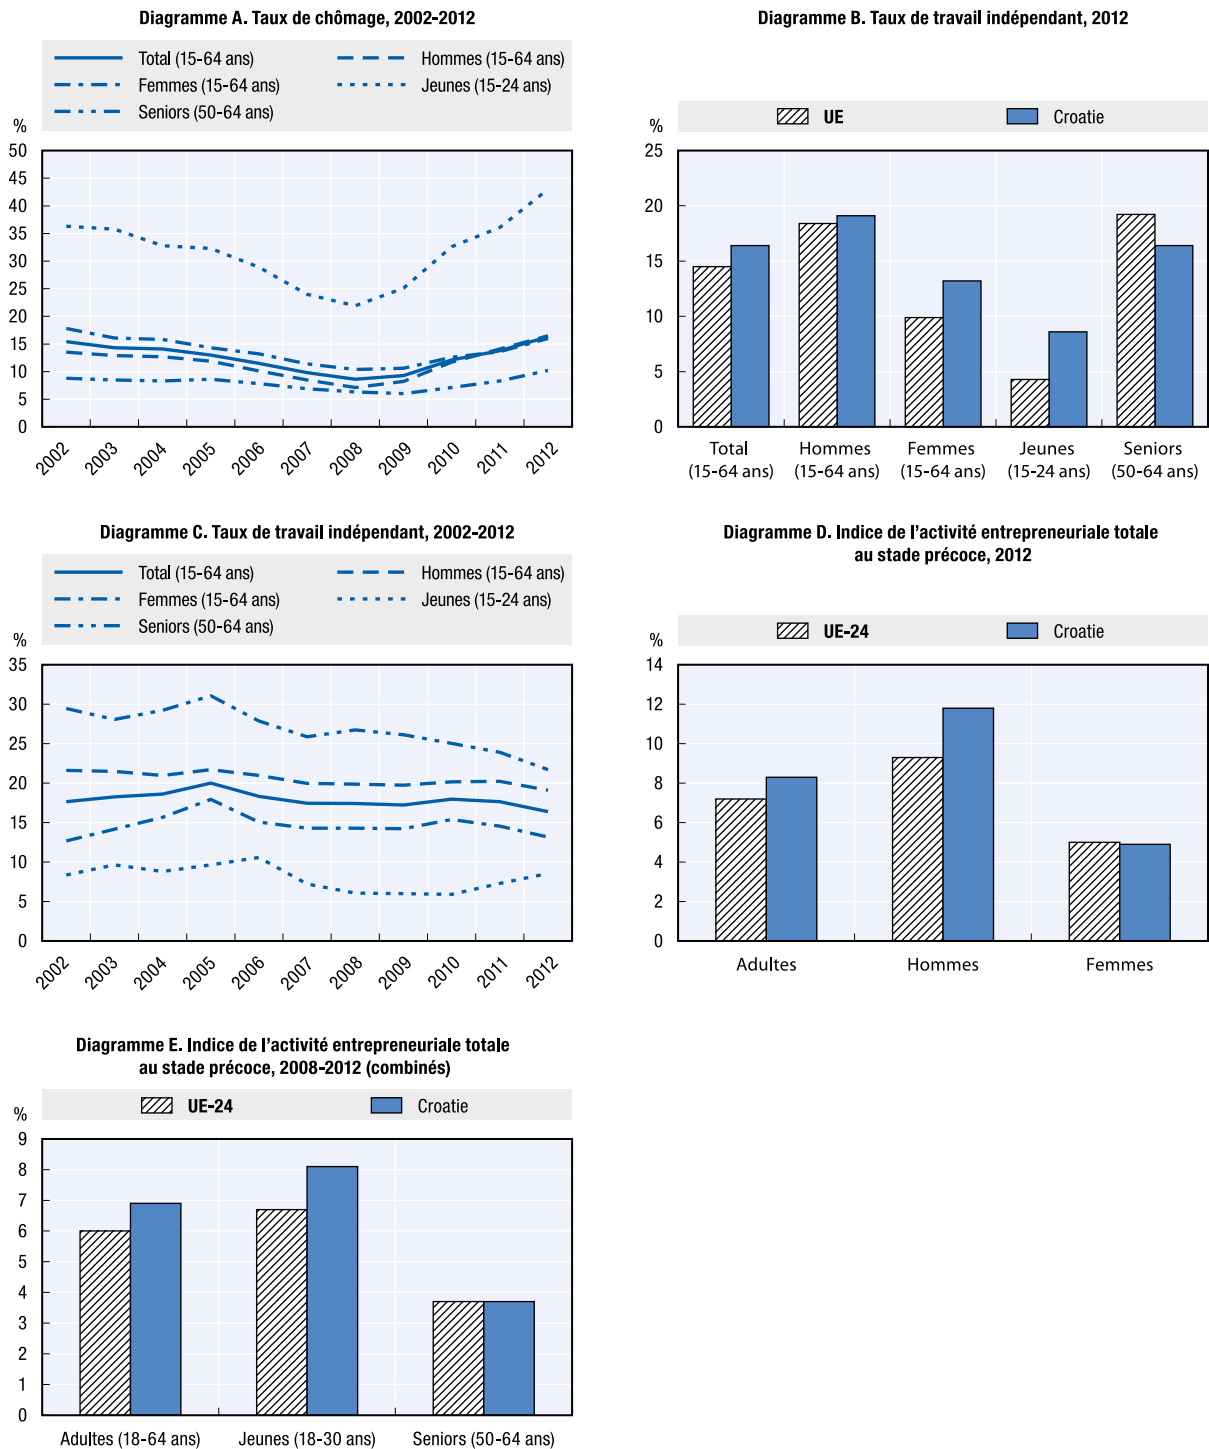 Diagramme A. Taux de chômage, 2002-2012
Total (15-64 ans)
Hommes (15-64 ans)
Femmes (15-64 ans)
Jeunes (15-24 ans)
Seniors (50-64 ans)
%
50
45
40
35
30
25
20
15
10
5
0
2002
2003
2004
2005
2006
2007
2008
2009
2010
2011
2012
Diagramme B. Taux de travail indépendant, 2012
UE
Croatie
%
25
20
15
10
5
0
Total
(15-64 ans)
Hommes
(15-64 ans)
Femmes
(15-64 ans)
Jeunes
(15-24 ans)
Seniors
(50-64 ans)
Diagramme C. Taux de travail indépendant, 2002-2012
Total (15-64 ans)
Hommes (15-64 ans)
Femmes (15-64 ans)
Jeunes (15-24 ans)
Seniors (50-64 ans)
%
35
30
25
20
15
10
5
0
2002
2003
2004
2005
2006
2007
2008
2009
2010
2011
2012
Diagramme D. Indice de l'activité entrepreneuriale totale
au stade précoce, 2012
UE-24
Croatie
%
14
12
10
8
6
4
2
0
Adultes
Hommes
Femmes
Diagramme E. Indice de l'activité entrepreneuriale totale
au stade précoce, 2008-2012 (combinés)
UE-24
Croatie
%
9
8
7
6
5
4
3
2
1
0
Adultes (18-64 ans)
Jeunes (18-30 ans)
Seniors (50-64 ans)